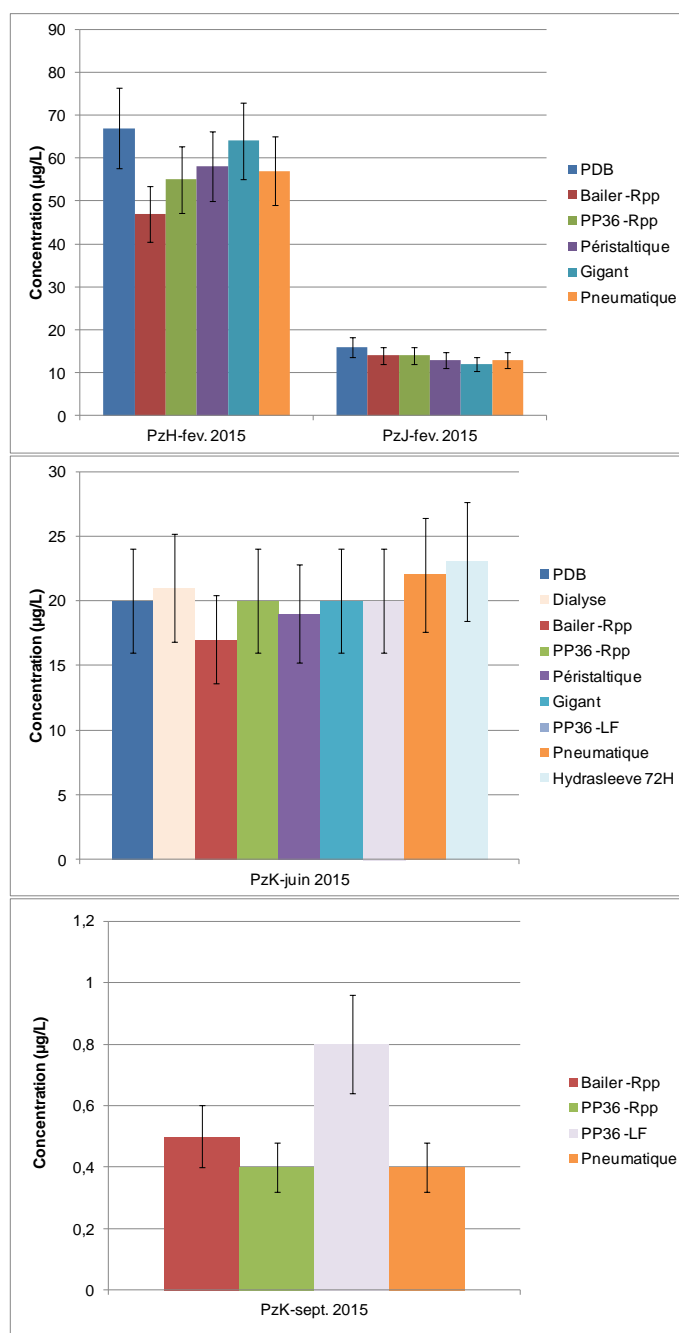 90
80
70
60
50
40
30
20
10
0
Concentration (µg/L)
PzH-fev. 2015
PzJ-fev. 2015
PDB
Bailer-Rpp
PP36-Rpp
Péristaltique
Gigant
Pneumatique
30
25
20
15
10
5
0
Concentration (µg/L)
PzK-juin 2015
PDB
Dialyse
Bailer-Rpp
PP36-Rpp
Péristaltique
Gigant
PP36-LF
Pneumatique
Hydrasleeve 72H
1,2
1
0,8
0,6
0,4
0,2
0
Concentration (µg/L)
PzK-sept. 2015
Bailer-Rpp
PP36-Rpp
PP36-LF
Pneumatique